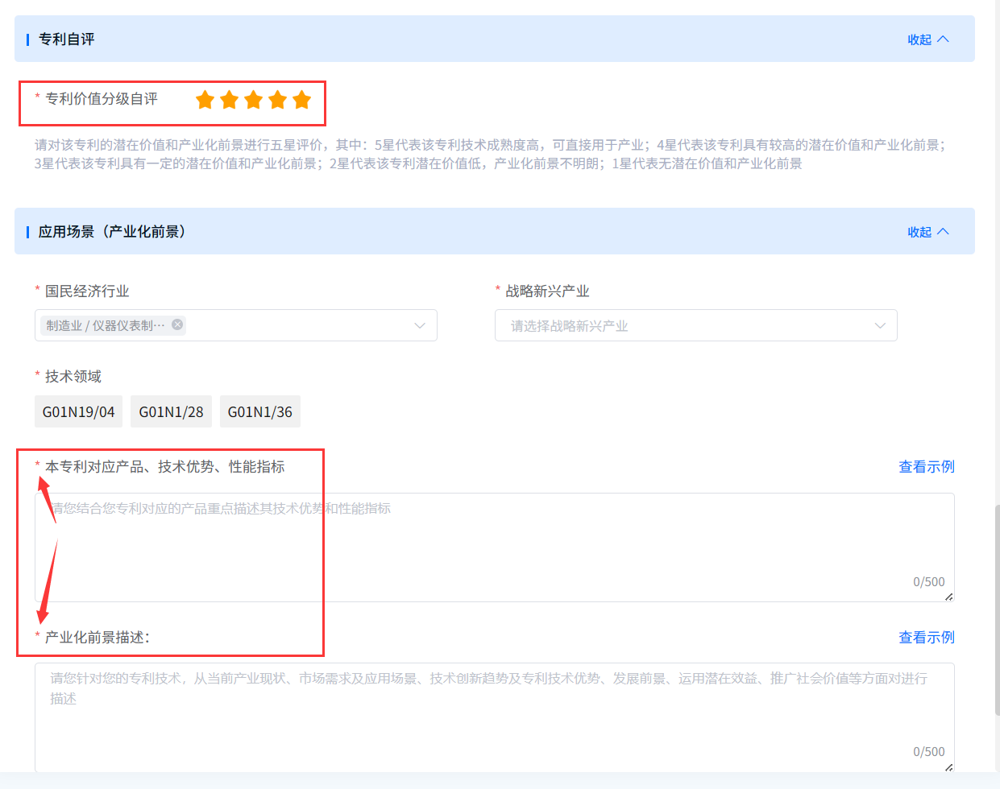 专利自评
收起
* 专利价值分级自评
请对该专利的潜在价值和产业化前景进行五星评价，其中：5星代表该专利技术成熟度高，可直接用于产业；4星代表该专利具有较高的潜在价值和产业化前景；
3星代表该专利具有一定的潜在价值和产业化前景；2星代表该专利潜在价值低，产业化前景不明朗；1星代表无潜在价值和产业化前景
应用场景（产业化前景）
收起
* 国民经济行业
* 战略新兴产业
制造业 / 仪器仪表制···
请选择战略新兴产业
* 技术领域
G01N19/04 G01N1/28 G01N1/36
* 本专利对应产品、技术优势、性能指标
查看示例
请您结合您专利对应的产品重点描述其技术优势和性能指标
0/500
* 产业化前景描述：
查看示例
请您针对您的专利技术，从当前产业现状、市场需求及应用场景、技术创新趋势及专利技术优势、发展前景、运用潜在效益、推广社会价值等方面对进行
描述
0/500